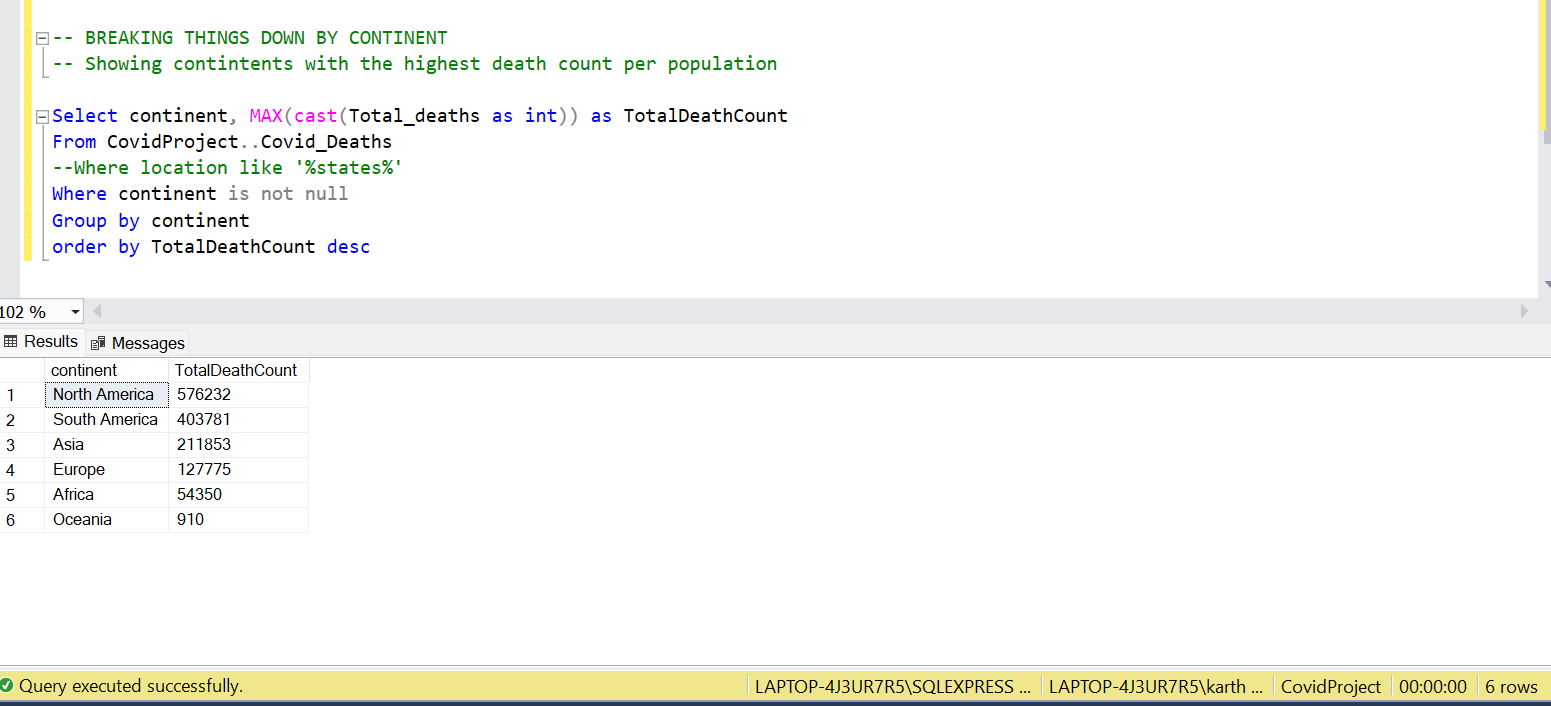 -- BREAKING THINGS DOWN BY CONTINENT
-- Showing contintents with the highest death count per population
Select continent, MAX(cast(Total_deaths as int)) as TotalDeathCount
From CovidProject..Covid_Deaths
--Where location like '%states%'
Where continent is not null
Group by continent
order by TotalDeathCount desc
102 %
Results Messages
continent TotalDeathCount
1 North America 576232
2 South America 403781
3 Asia 211853
4 Europe 127775
5 Africa 54350
6 Oceania 910
Query executed successfully. LAPTOP-4J3UR7R5\SQLEXPRESS ... LAPTOP-4J3UR7R5\karth ... CovidProject 00:00:00 6 rows